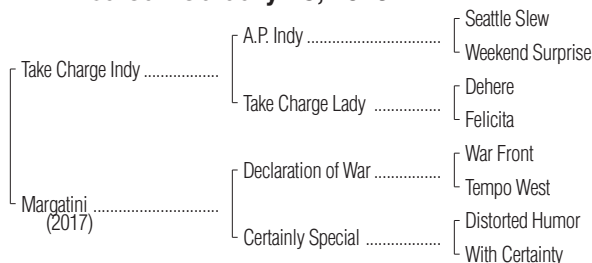 Seattle Slew
A.P. Indy ........................................
Weekend Surprise
Take Charge Indy ..................
Dehere
Take Charge Lady ................
Felicita
War Front
Declaration of War ................
Tempo West
Margatini ..............................
(2017)
Distorted Humor
Certainly Special ..................
With Certainty